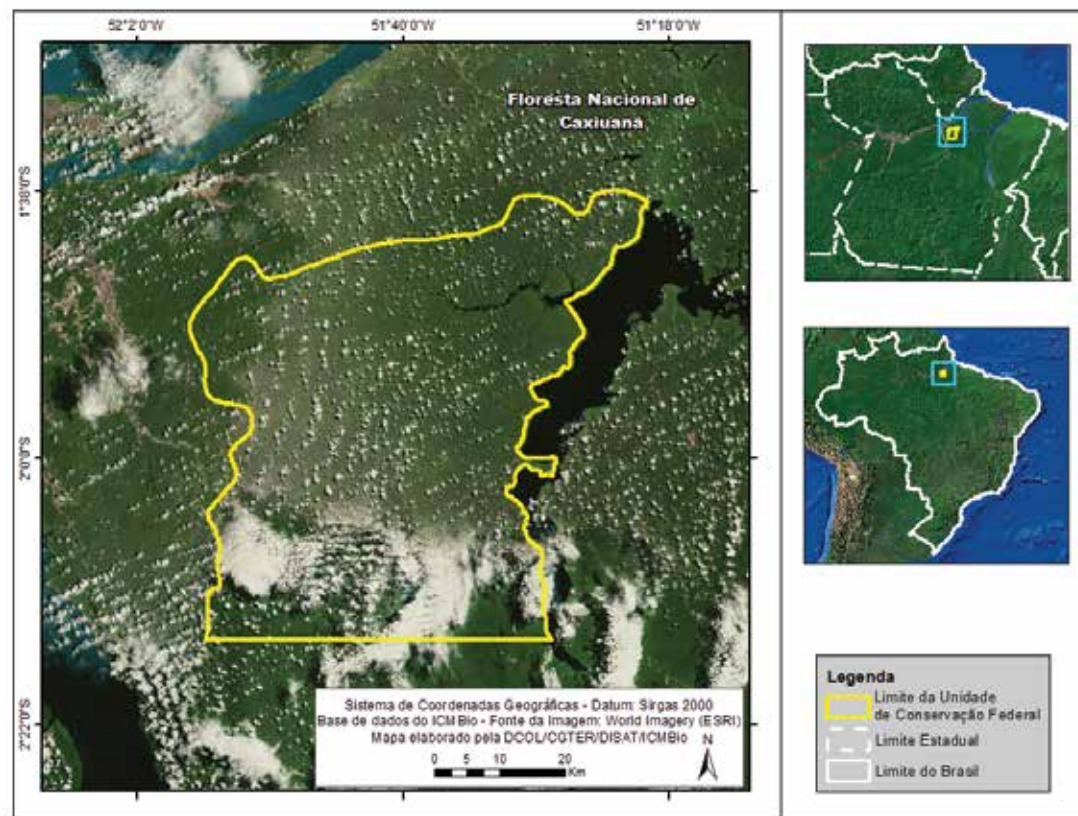 52°2'0"W
51°40'0"W
51°18'0"W
Floresta Nacional de
Caxiuanã
1°38'0"S
2°0'0"S
2°22'0"S
Sistema de Coordenadas Geográficas - Datum: Sirgas 2000
Base de dados do ICMBio - Fonte da Imagem: World Imagery (ESRI)
Mapa elaborado pela DCOL/CGTER/DISAT/ICMBio
N
0 5 10 20
Km
Legenda
Limite da Unidade
de Conservação Federal
Limite Estadual
Limite do Brasil